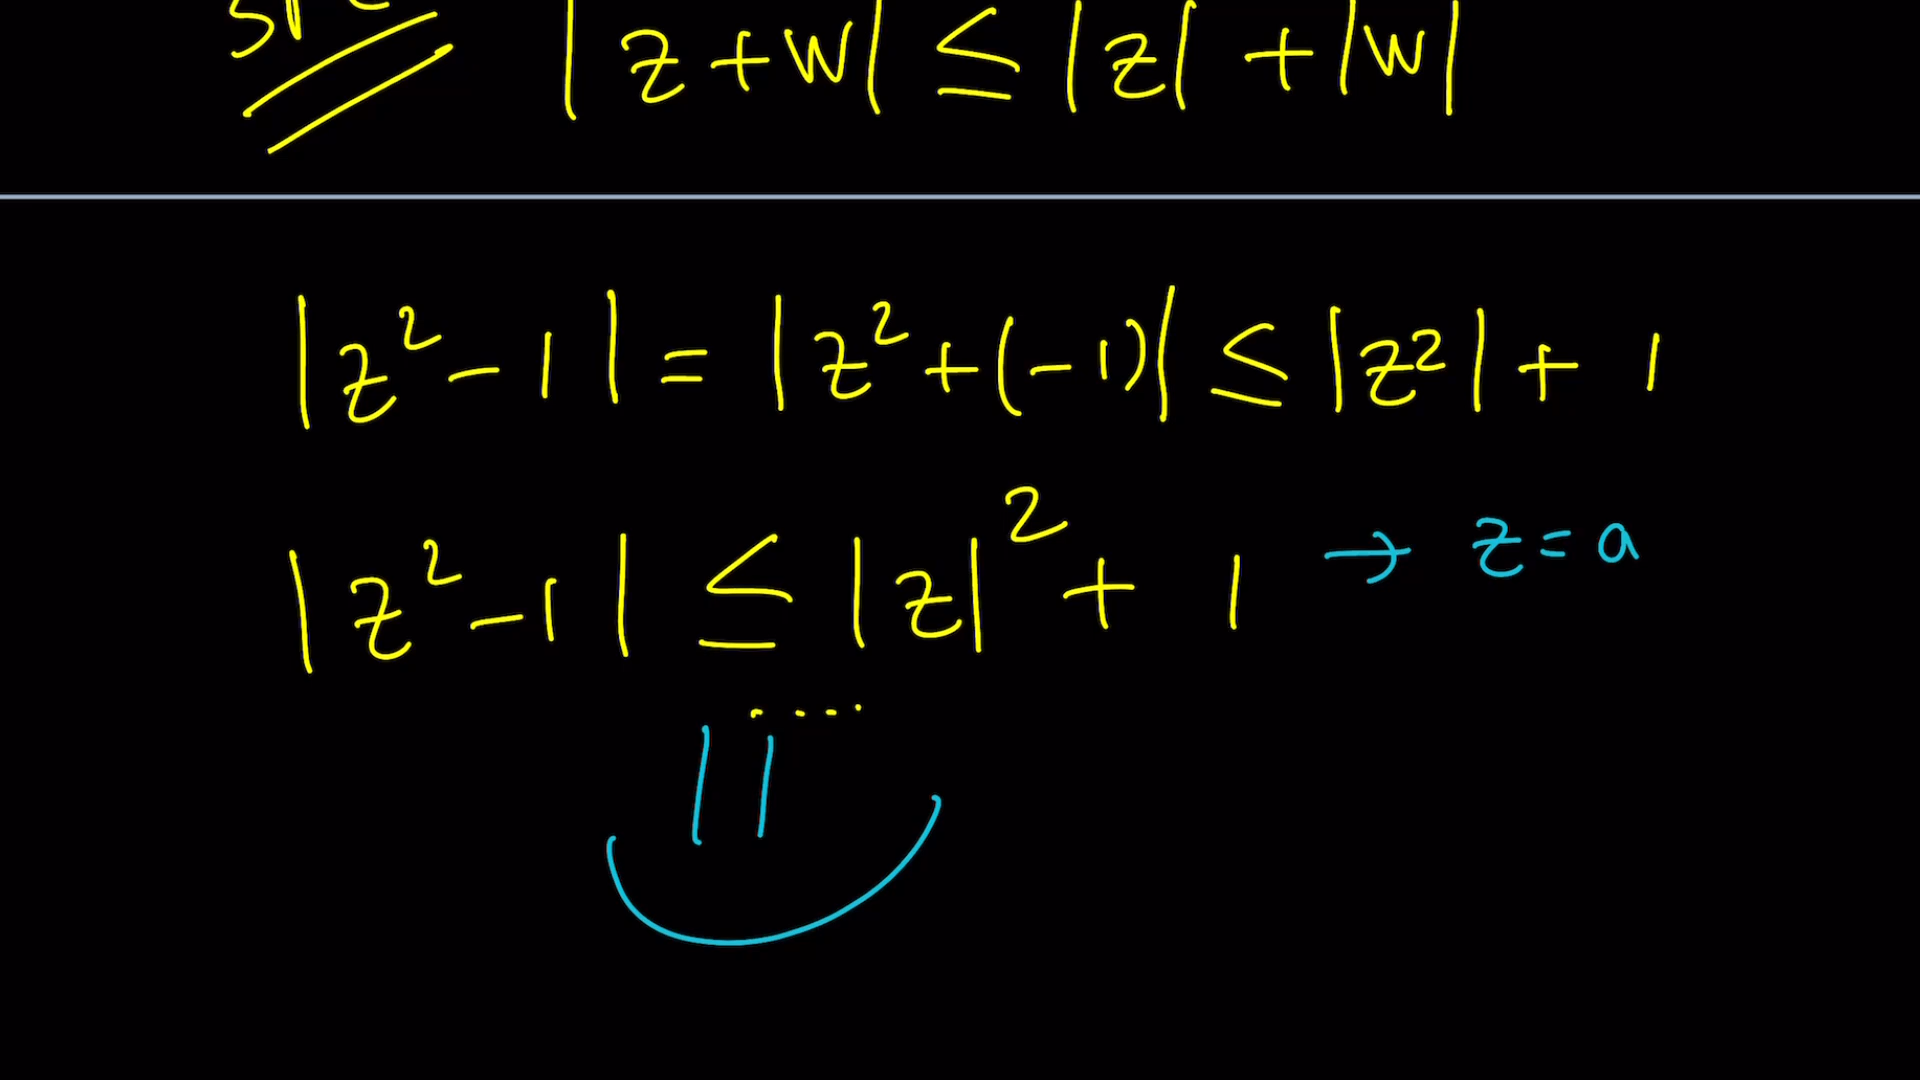 |z+w| ≤ |z| + |w|
|z²-1| = |z²+(-1)| ≤ |z²| + 1
|z²-1| ≤ |z|² + 1 → z = a